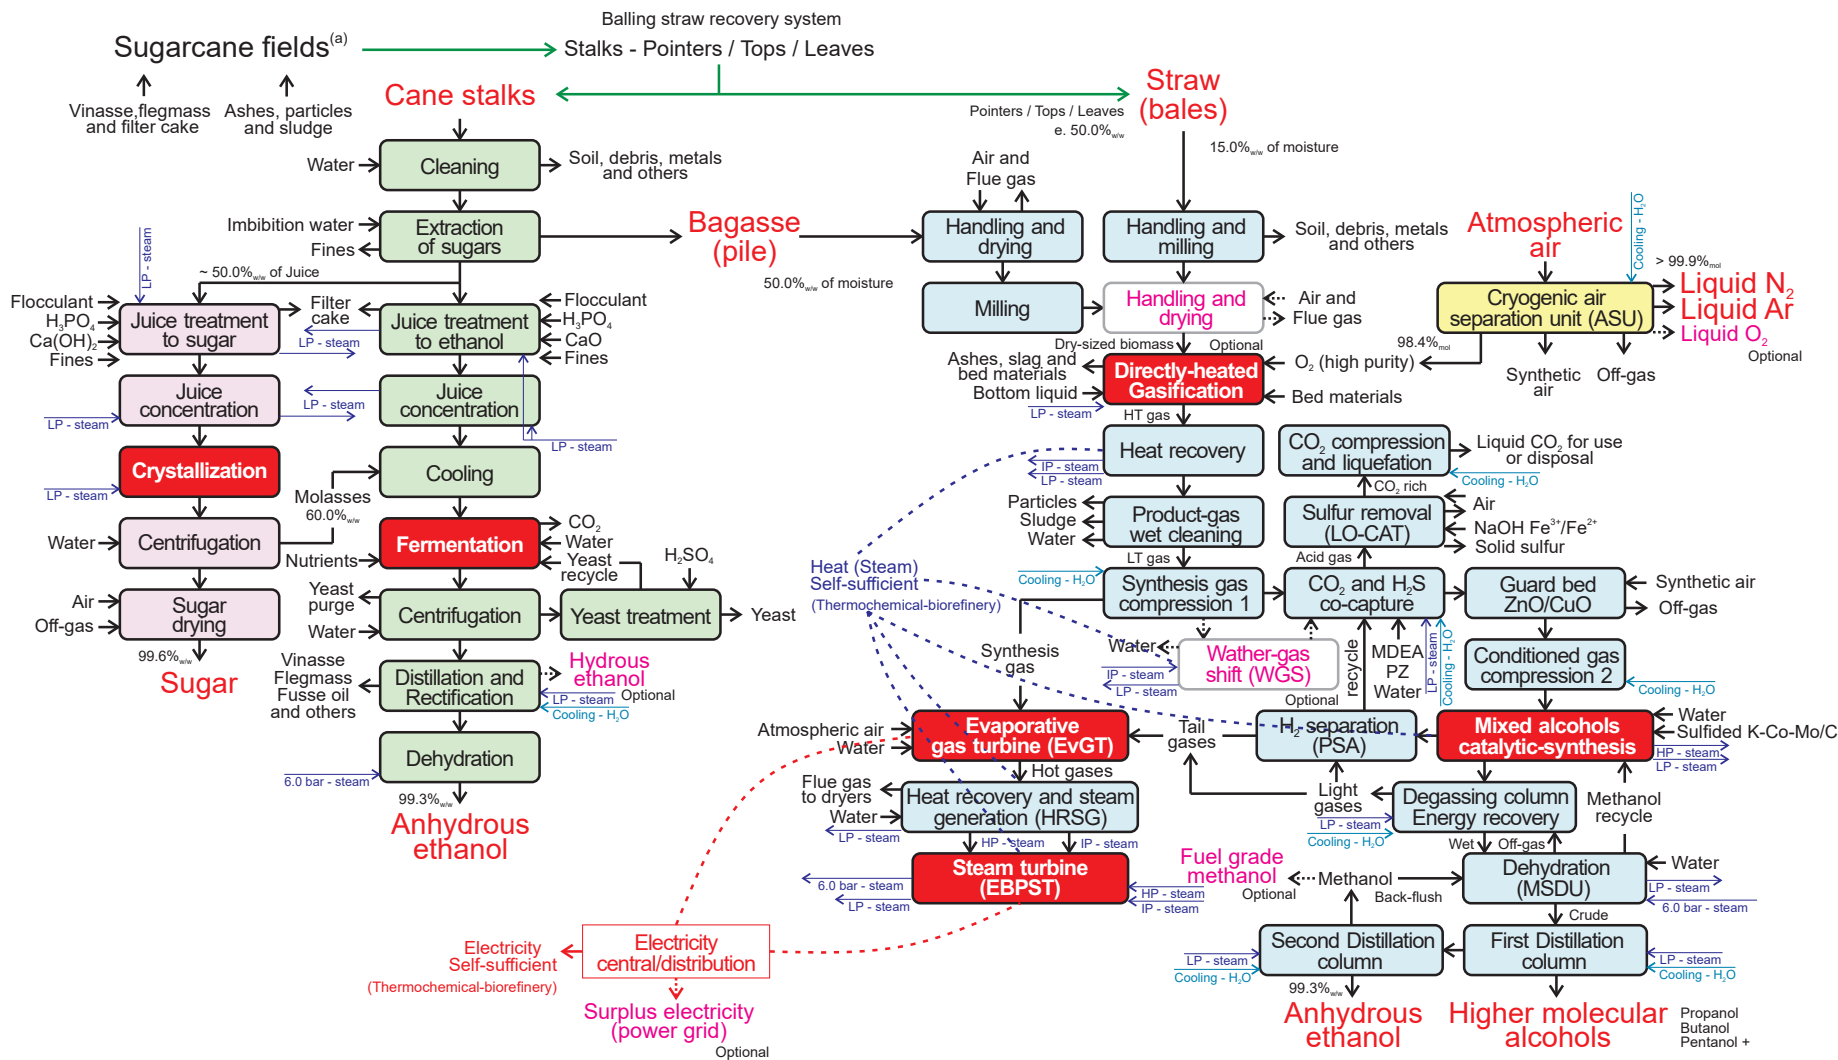 Balling straw recovery system
Sugarcane fields(a)
Stalks - Pointers / Tops / Leaves
Vinasse,flegmass
and filter cake
Ashes, particles
and sludge
Cane stalks
Straw
(bales)
Pointers / Tops / Leaves
e. 50.0%w/w
15.0%w/w of moisture
Water
Cleaning
Soil, debris, metals
and others
Imbibition water
Fines
Extraction
of sugars
Bagasse
(pile)
50.0%w/w of moisture
Air and
Flue gas
Handling and
drying
Handling and
milling
Soil, debris, metals
and others
Atmospheric
air
Cooling - H2O
> 99.9%mol
Liquid N2
Liquid Ar
Liquid O2
Optional
Cryogenic air
separation unit (ASU)
98.4%mol
Synthetic
air
Off-gas
LP - steam
~ 50.0%w/w of Juice
Flocculant
H3PO4
Ca(OH)2
Fines
Juice treatment
to sugar
Filter
cake
LP - steam
Juice treatment
to ethanol
Flocculant
H3PO4
CaO
Fines
Milling
Handling and
drying
Air and
Flue gas
Dry-sized biomass
Optional
Ashes, slag and
bed materials
Bottom liquid
LP - steam
Directly-heated
Gasification
O2 (high purity)
Bed materials
HT gas
Juice
concentration
LP - steam
LP - steam
Juice
concentration
LP - steam
Crystallization
LP - steam
Cooling
Molasses
60.0%w/w
Heat recovery
IP - steam
LP - steam
CO2 compression
and liquefation
Liquid CO2 for use
or disposal
Cooling - H2O
CO2 rich
Particles
Sludge
Water
Product-gas
wet cleaning
Sulfur removal
(LO-CAT)
Air
NaOH Fe3+/Fe2+
Solid sulfur
LT gas
Acid gas
Water
Centrifugation
Nutrients
Fermentation
CO2
Water
Yeast
recycle
H2SO4
Heat (Steam)
Self-sufficient
(Thermochemical-biorefinery)
Cooling - H2O
Synthesis gas
compression 1
CO2 and H2S
co-capture
Guard bed
ZnO/CuO
Synthetic air
Off-gas
Air
Off-gas
Sugar
drying
Yeast
purge
Water
Centrifugation
Yeast treatment
Yeast
99.6%w/w
Sugar
Synthesis
gas
Water
IP - steam
LP - steam
Wather-gas
shift (WGS)
Optional
recycle
MDEA
PZ
Water
LP - steam
Cooling - H2O
Conditioned gas
compression 2
Cooling - H2O
Vinasse
Flegmass
Fusse oil
and others
Distillation and
Rectification
Hydrous
ethanol
LP - steam
Optional
Cooling - H2O
Atmospheric air
Water
Evaporative
gas turbine (EvGT)
Tail
gases
H2 separation
(PSA)
Mixed alcohols
catalytic-synthesis
Water
Sulfided K-Co-Mo/C
HP - steam
LP - steam
Dehydration
6.0 bar - steam
99.3%w/w
Anhydrous
ethanol
Hot gases
Flue gas
to dryers
Water
LP - steam
Heat recovery and steam
generation (HRSG)
HP - steam
IP - steam
Light
gases
LP - steam
Cooling - H2O
Degassing column
Energy recovery
Methanol
recycle
Wet
Off-gas
Steam turbine
(EBPST)
6.0 bar - steam
LP - steam
HP - steam
IP - steam
Fuel grade
methanol
Optional
Methanol
Back-flush
Dehydration
(MSDU)
Water
LP - steam
6.0 bar - steam
Crude
Electricity
Self-sufficient
(Thermochemical-biorefinery)
Electricity
central/distribution
Surplus electricity
(power grid)
Optional
LP - steam
Cooling - H2O
Second Distillation
column
First Distillation
column
LP - steam
Cooling - H2O
99.3%w/w
Anhydrous
ethanol
Higher molecular
alcohols
Propanol
Butanol
Pentanol +